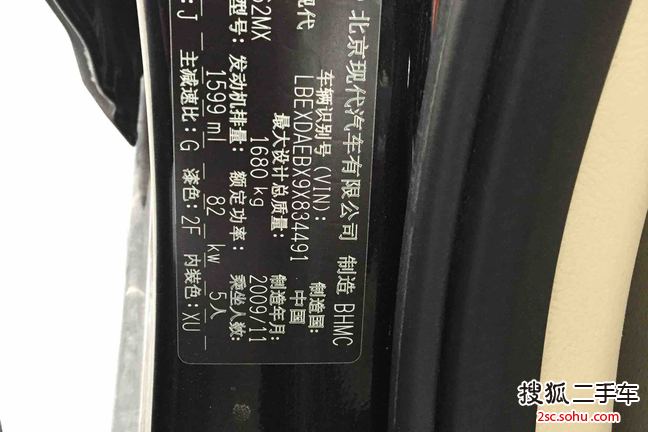 北京现代汽车有限公司 制造 BHMC
车辆识别号(VIN): 制造国:
LBEXDAEBX9X834491 中国
最大设计总质量: 制造年月:
1680 kg 2009/11
型号: 发动机排量: 额定功率: 乘坐人数:
62MX 1599 ml 82 kw 5人
: J 主减速比: G 漆色: 2F 内装色: XU
现代
搜狐二手车
2sc.sohu.com